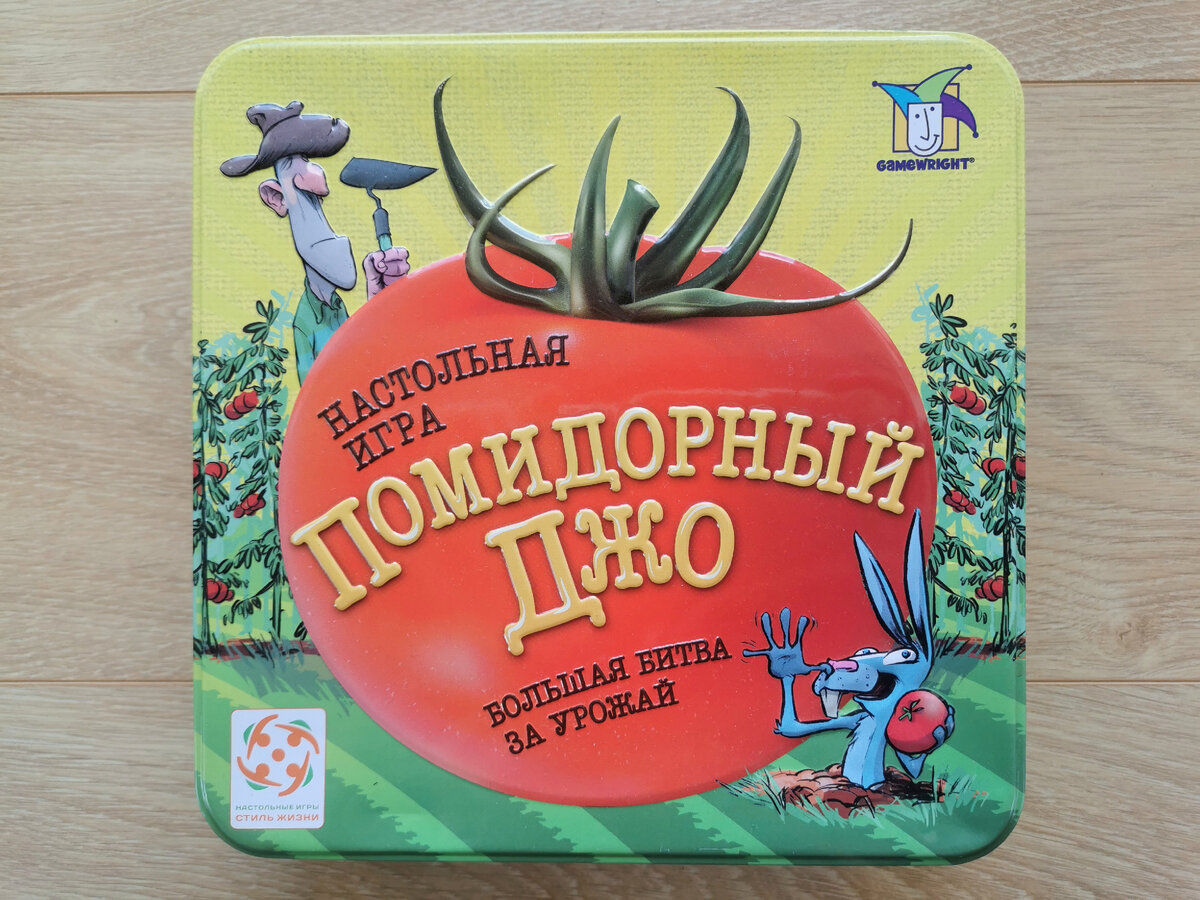 GAMEWRIGHT®
НАСТОЛЬНАЯ
ИГРА
ПОМИДОРНЫЙ
ДЖО
БОЛЬШАЯ БИТВА
ЗА УРОЖАЙ
НАСТОЛЬНЫЕ ИГРЫ
СТИЛЬ ЖИЗНИ